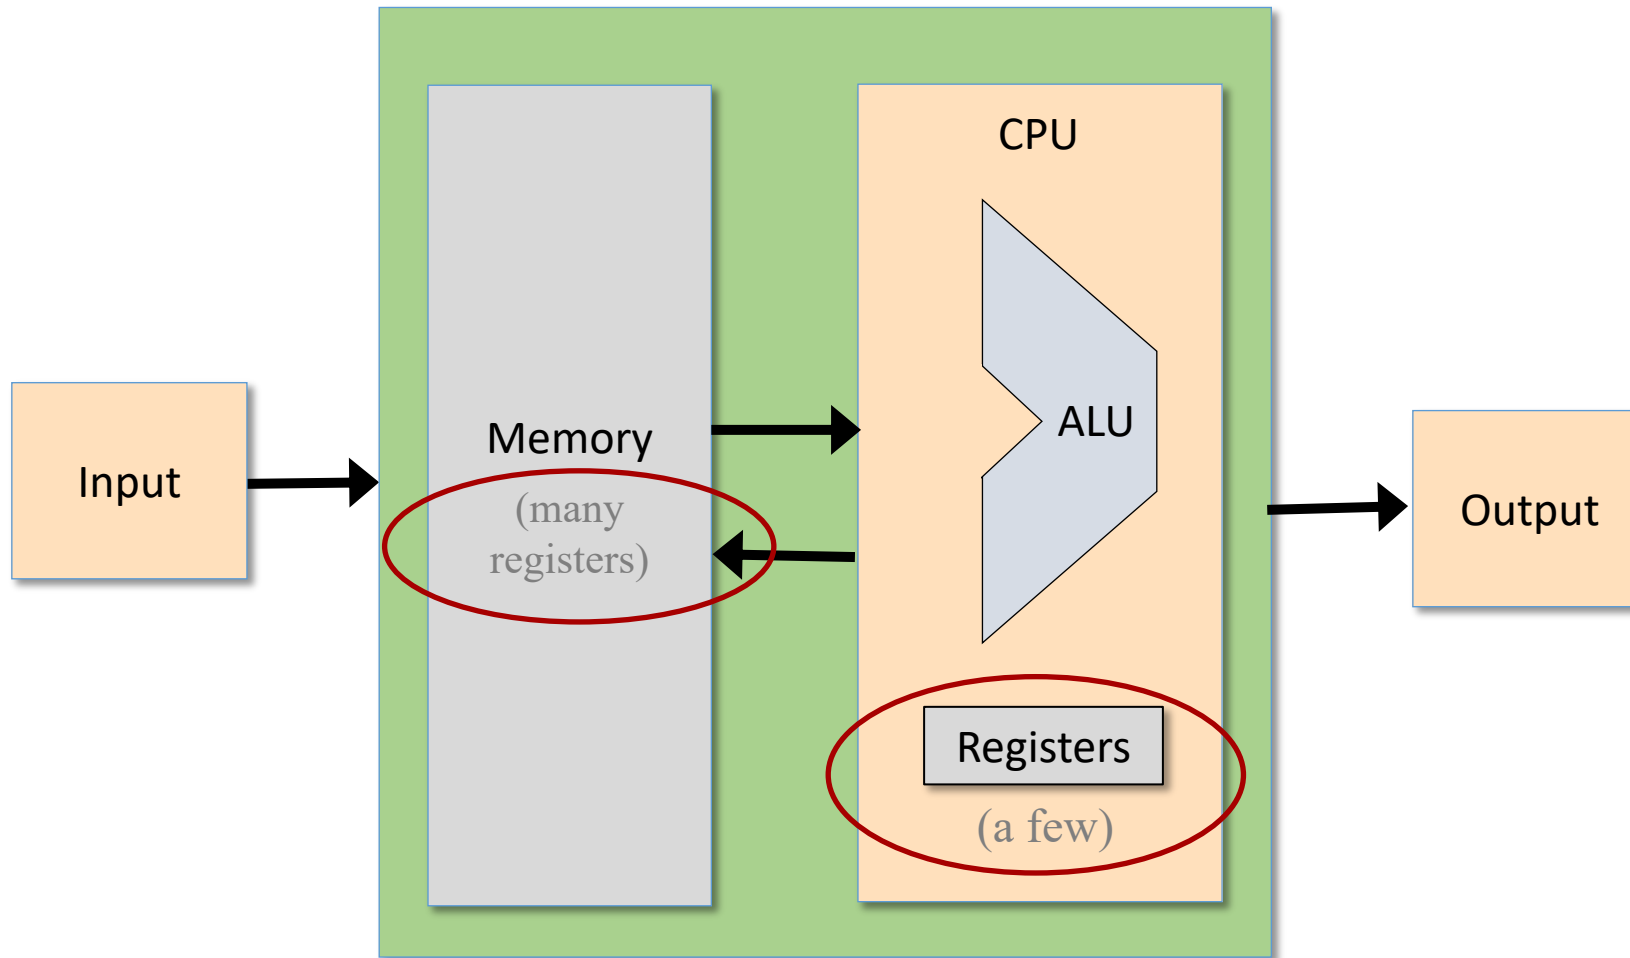 Input
Memory
(many
registers)
CPU
ALU
Registers
(a few)
Output